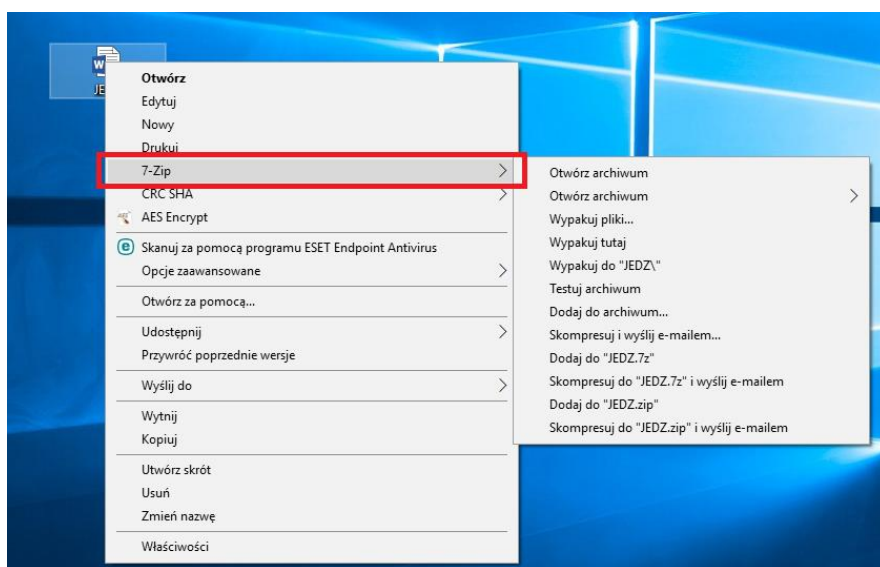 JE
Otwórz
Edytuj
Nowy
Drukuj
7-Zip
CRC SHA
AES Encrypt
Skanuj za pomocą programu ESET Endpoint Antivirus
Opcje zaawansowane
Otwórz za pomocą...
Udostępnij
Przywróć poprzednie wersje
Wyślij do
Wytnij
Kopiuj
Utwórz skrót
Usuń
Zmień nazwę
Właściwości
Otwórz archiwum
Otwórz archiwum
Wypakuj pliki...
Wypakuj tutaj
Wypakuj do "JEDZ\"
Testuj archiwum
Dodaj do archiwum...
Skompresuj i wyślij e-mailem...
Dodaj do "JEDZ.7z"
Skompresuj do "JEDZ.7z" i wyślij e-mailem
Dodaj do "JEDZ.zip"
Skompresuj do "JEDZ.zip" i wyślij e-mailem